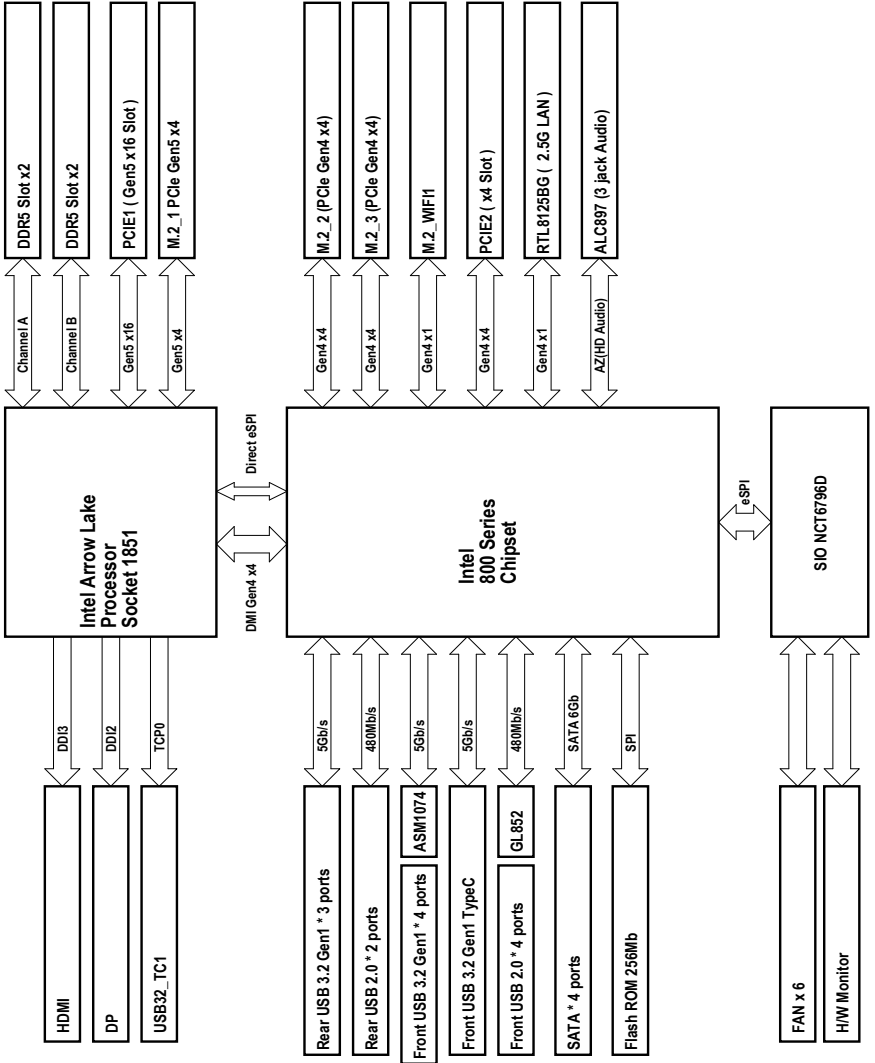 DDR5 Slot x2
DDR5 Slot x2
PCIE1 ( Gen5 x16 Slot )
M.2_1 PCIe Gen5 x4
M.2_2 (PCIe Gen4 x4)
M.2_3 (PCIe Gen4 x4)
M.2_WIFI1
PCIE2 ( x4 Slot )
RTL8125BG ( 2.5G LAN )
ALC897 (3 jack Audio)
Channel A
Channel B
Gen5 x16
Gen5 x4
Gen4 x4
Gen4 x4
Gen4 x1
Gen4 x4
Gen4 x1
AZ(HD Audio)
Intel Arrow Lake
Processor
Socket 1851
Direct eSPI
DMI Gen4 x4
Intel
800 Series
Chipset
eSPI
SIO NCT6796D
DDI3
DDI2
TCP0
5Gb/s
480Mb/s
5Gb/s
5Gb/s
480Mb/s
SATA 6Gb
SPI
HDMI
DP
USB32_TC1
Rear USB 3.2 Gen1 * 3 ports
Rear USB 2.0 * 2 ports
ASM1074
Front USB 3.2 Gen1 * 4 ports
Front USB 3.2 Gen1 TypeC
GL852
Front USB 2.0 * 4 ports
SATA * 4 ports
Flash ROM 256Mb
FAN x 6
H/W Monitor